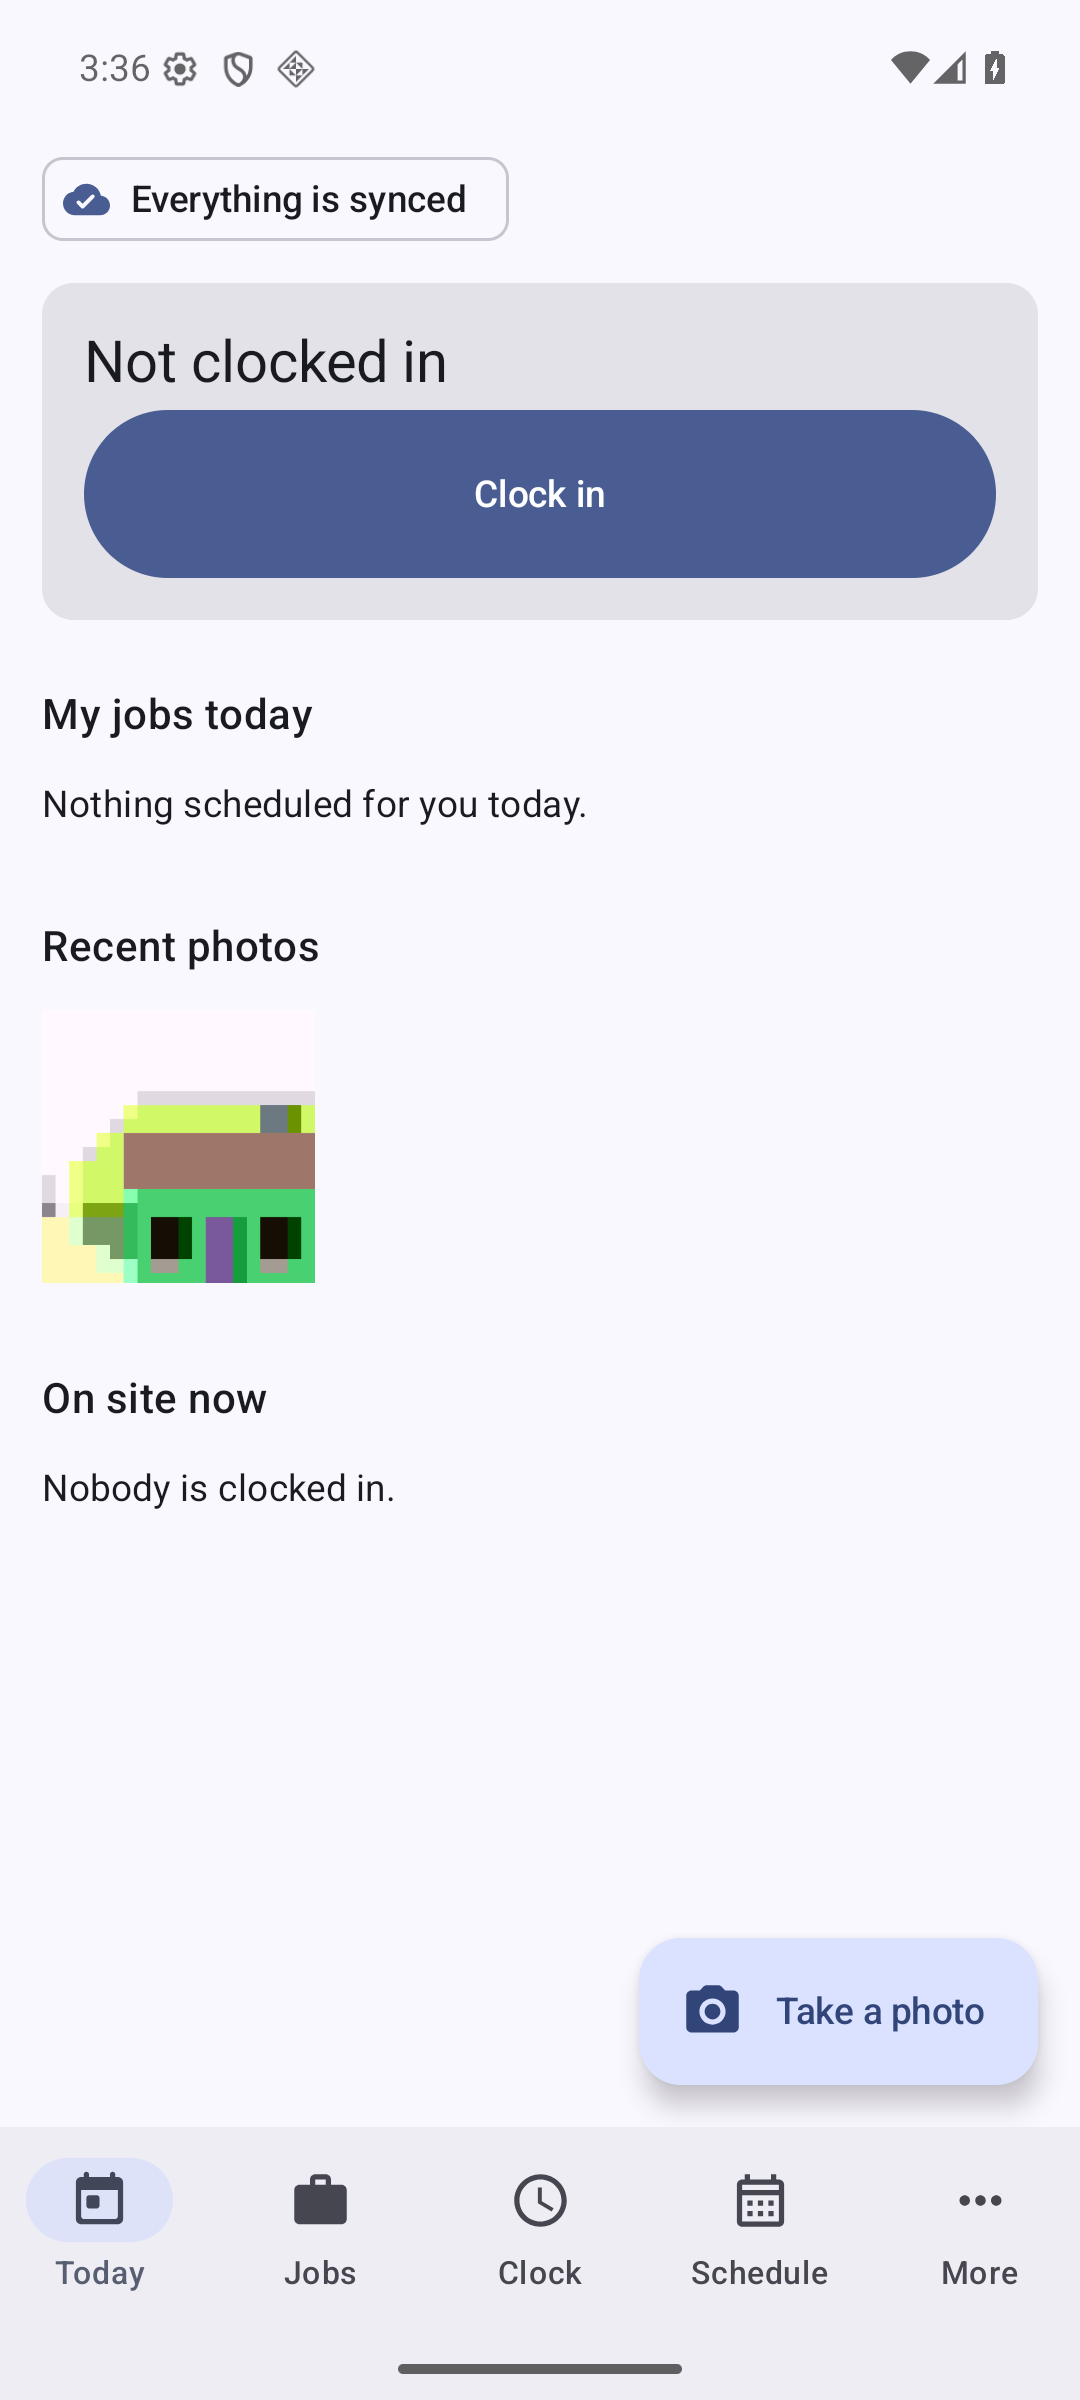 3:36
Everything is synced
Not clocked in
Clock in
My jobs today
Nothing scheduled for you today.
Recent photos
On site now
Nobody is clocked in.
Take a photo
Today
Jobs
Clock
Schedule
More